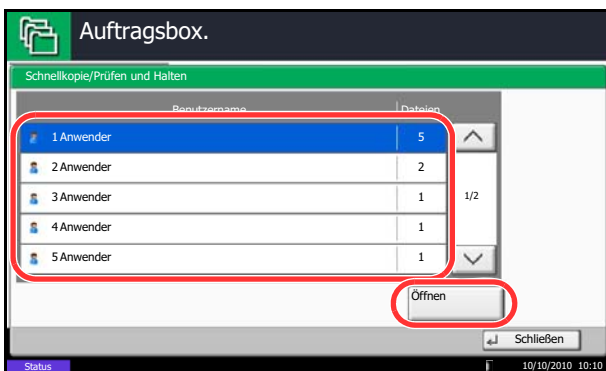 Auftragsbox.
Schnellkopie/Prüfen und Halten
Benutzername Dateien
1 Anwender 5
2 Anwender 2
3 Anwender 1 1/2
4 Anwender 1
5 Anwender 1
Öffnen
Schließen
Status 10/10/2010 10:10